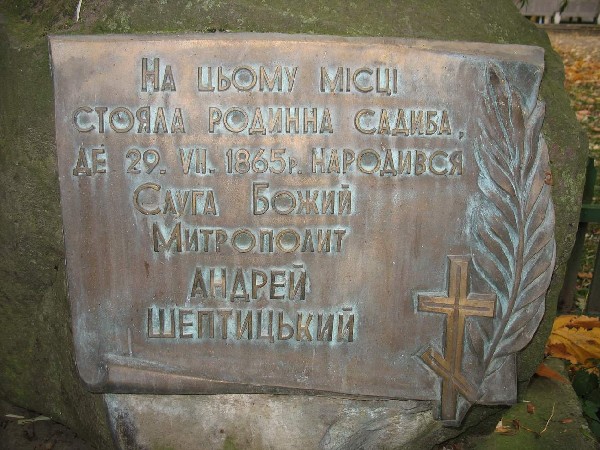 На цьому місці
стояла родинна садиба,
де 29. VII. 1865р. народився
Слуга Божий
Митрополит
АНДРЕЙ
ШЕПТИЦЬКИЙ